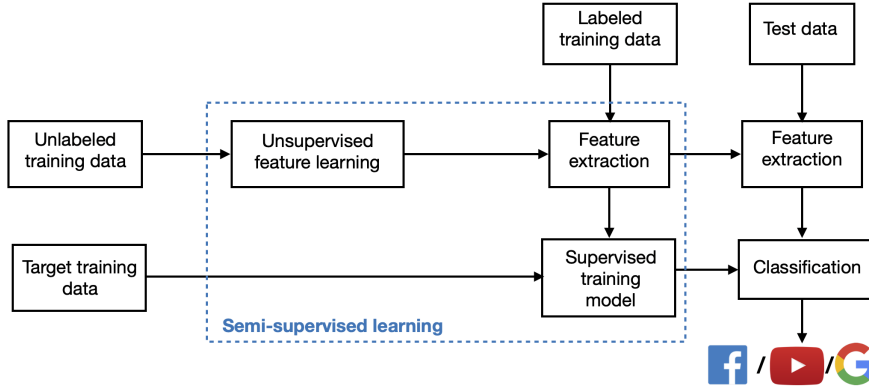 Labeled
training data
Test data
Unlabeled
training data
Unsupervised
feature learning
Feature
extraction
Feature
extraction
Target training
data
Supervised
training
model
Classification
Semi-supervised learning
f / / G